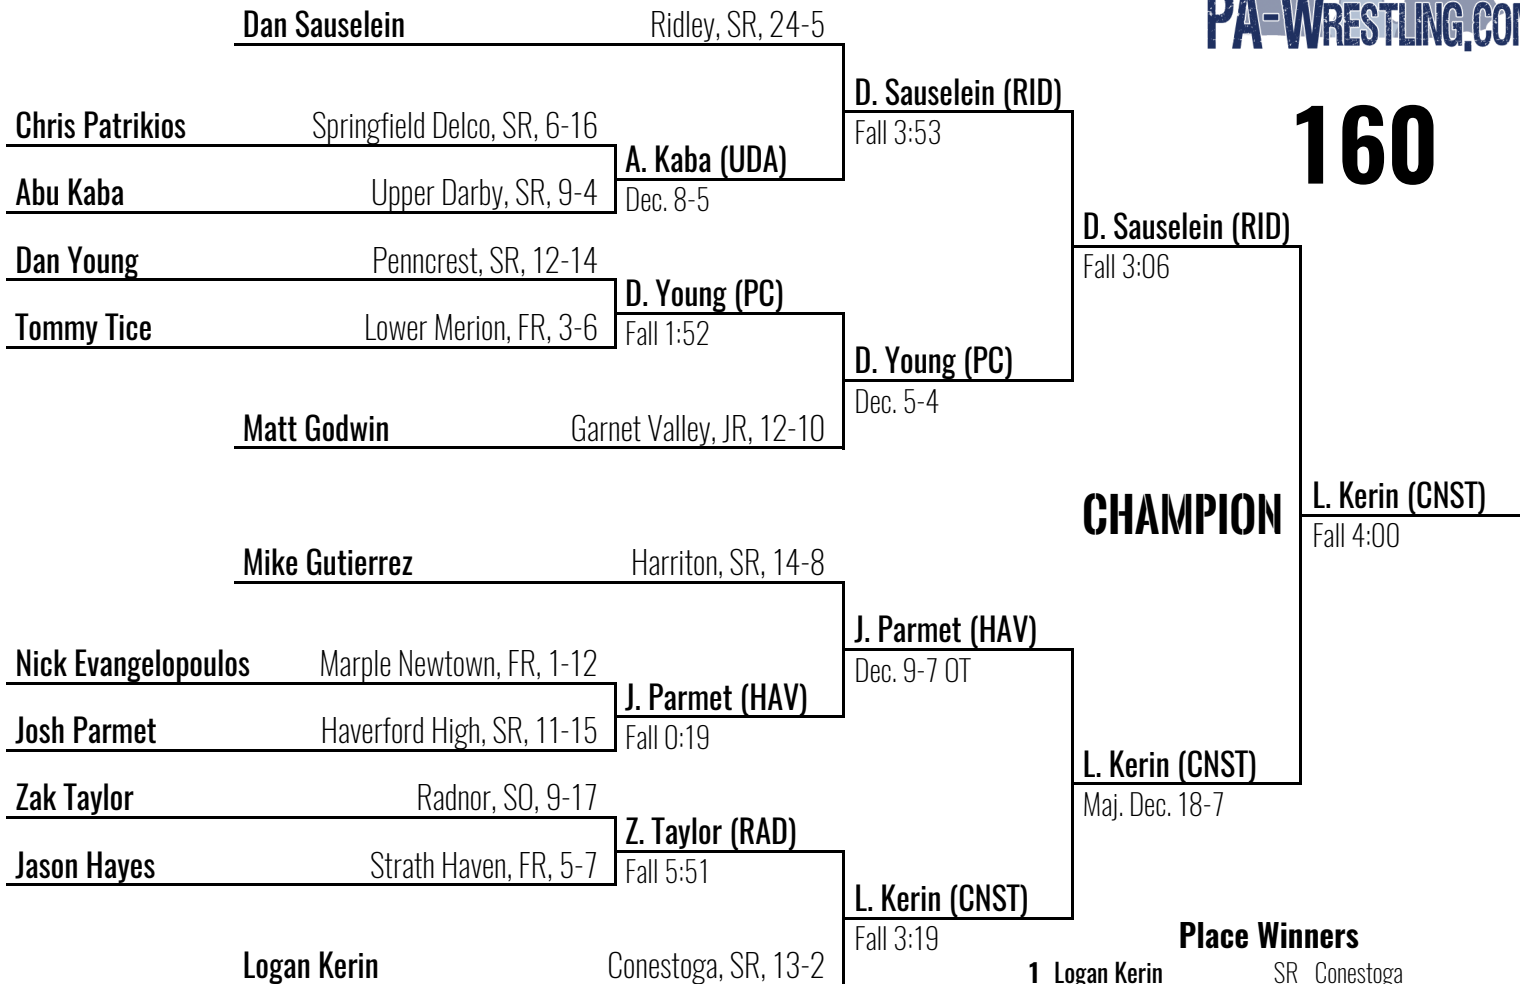 PA-WRESTLING.COM
160
Dan Sauselein Ridley, SR, 24-5
D. Sauselein (RID)
Fall 3:53
Chris Patrikios Springfield Delco, SR, 6-16
A. Kaba (UDA)
Dec. 8-5
Abu Kaba Upper Darby, SR, 9-4
D. Sauselein (RID)
Fall 3:06
Dan Young Penncrest, SR, 12-14
D. Young (PC)
Fall 1:52
Tommy Tice Lower Merion, FR, 3-6
D. Young (PC)
Dec. 5-4
Matt Godwin Garnet Valley, JR, 12-10
CHAMPION
L. Kerin (CNST)
Fall 4:00
Mike Gutierrez Harriton, SR, 14-8
J. Parmet (HAV)
Dec. 9-7 OT
Nick Evangelopoulos Marple Newtown, FR, 1-12
J. Parmet (HAV)
Fall 0:19
Josh Parmet Haverford High, SR, 11-15
L. Kerin (CNST)
Maj. Dec. 18-7
Zak Taylor Radnor, SO, 9-17
Z. Taylor (RAD)
Fall 5:51
Jason Hayes Strath Haven, FR, 5-7
L. Kerin (CNST)
Fall 3:19
Logan Kerin Conestoga, SR, 13-2
Place Winners
1 Logan Kerin SR Conestoga